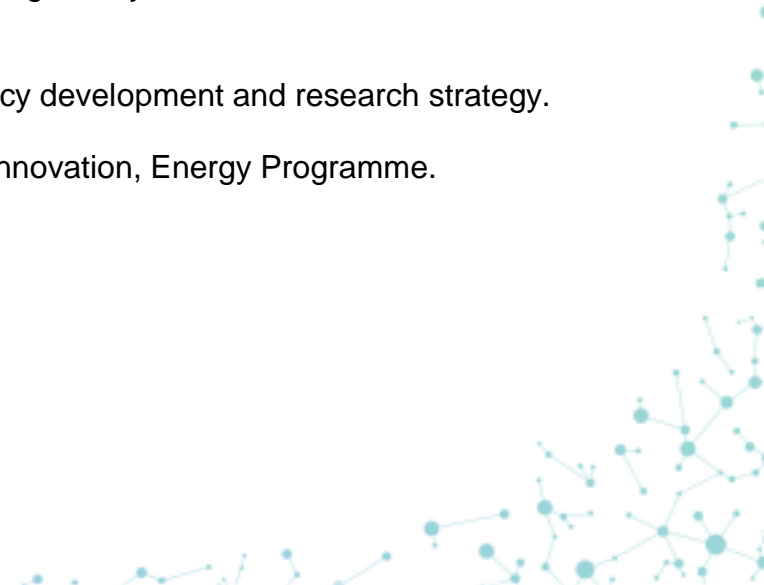 cy development and research strategy.
nnovation, Energy Programme.